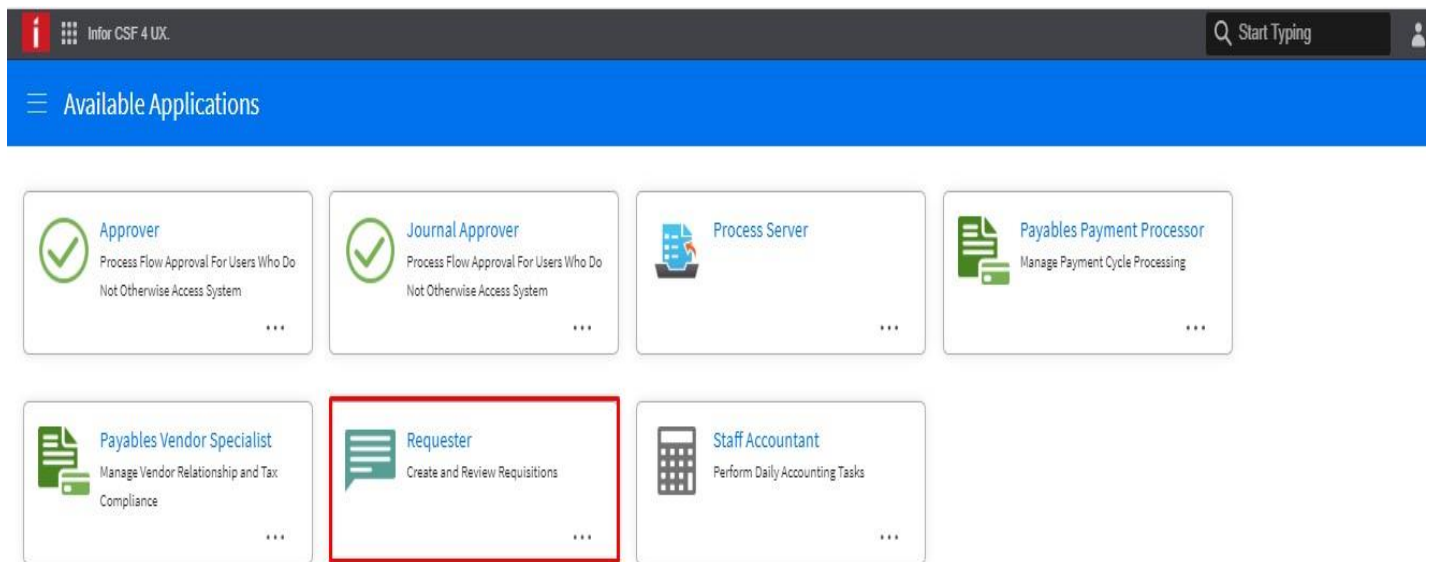 Infor CSF 4 UX.
Start Typing
Available Applications
Approver
Process Flow Approval For Users Who Do
Not Otherwise Access System
...
Journal Approver
Process Flow Approval For Users Who Do
Not Otherwise Access System
...
Process Server
...
Payables Payment Processor
Manage Payment Cycle Processing
...
Payables Vendor Specialist
Manage Vendor Relationship and Tax
Compliance
...
Requester
Create and Review Requisitions
...
Staff Accountant
Perform Daily Accounting Tasks
...